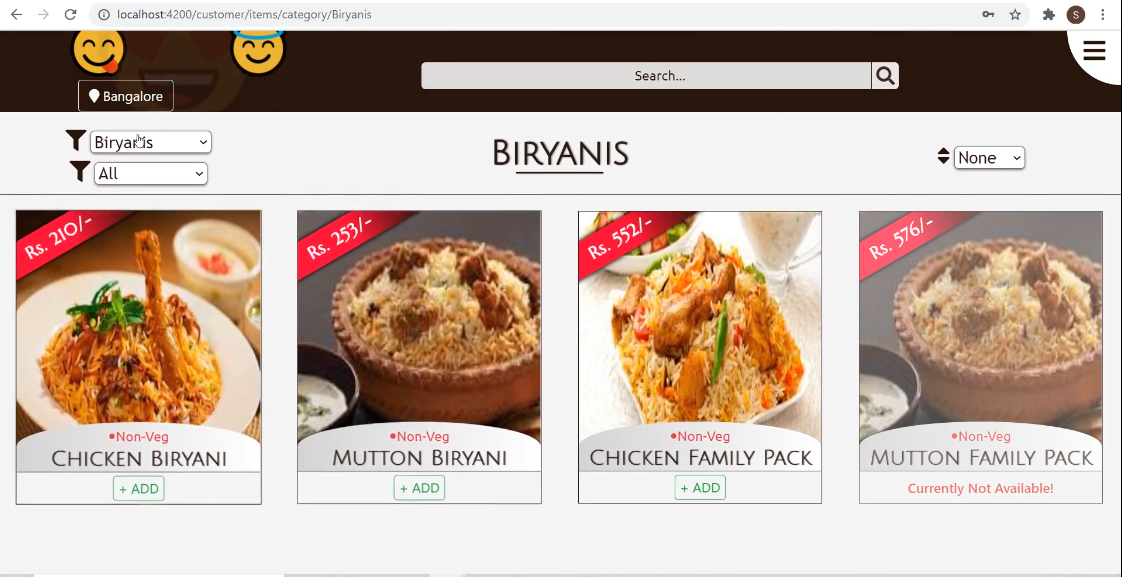 localhost:4200/customer/items/category/Biryanis
S
Search...
Bangalore
Biryanis
All
BIRYANIS
None
Rs. 210/-
Non-Veg
CHICKEN BIRYANI
+ ADD
Rs. 253/-
Non-Veg
MUTTON BIRYANI
+ ADD
Rs. 552/-
Non-Veg
CHICKEN FAMILY PACK
+ ADD
Rs. 576/-
Non-Veg
MUTTON FAMILY PACK
Currently Not Available!